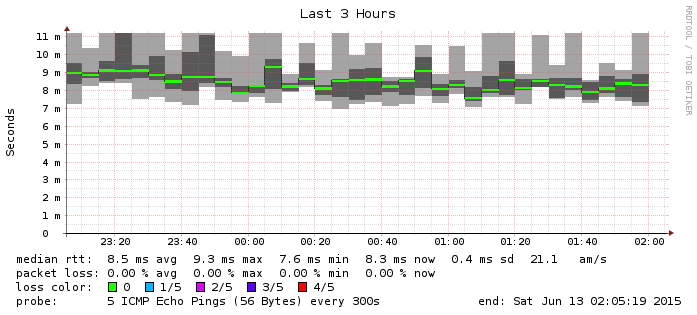 Last 3 Hours
RRDTOOL / TOBI OETIKER
Seconds
11 m
10 m
9 m
8 m
7 m
6 m
5 m
4 m
3 m
2 m
1 m
0
23:20 23:40 00:00 00:20 00:40 01:00 01:20 01:40 02:00
median rtt: 8.5 ms avg 9.3 ms max 7.6 ms min 8.3 ms now 0.4 ms sd 21.1 am/s
packet loss: 0.00 % avg 0.00 % max 0.00 % min 0.00 % now
loss color: 0 1/5 2/5 3/5 4/5
probe: 5 ICMP Echo Pings (56 Bytes) every 300s end: Sat Jun 13 02:05:19 2015